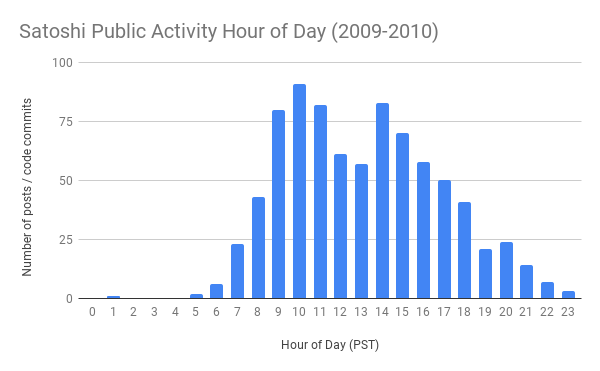 Satoshi Public Activity Hour of Day (2009-2010)
Number of posts / code commits
100
75
50
25
0
0 1 2 3 4 5 6 7 8 9 10 11 12 13 14 15 16 17 18 19 20 21 22 23
Hour of Day (PST)